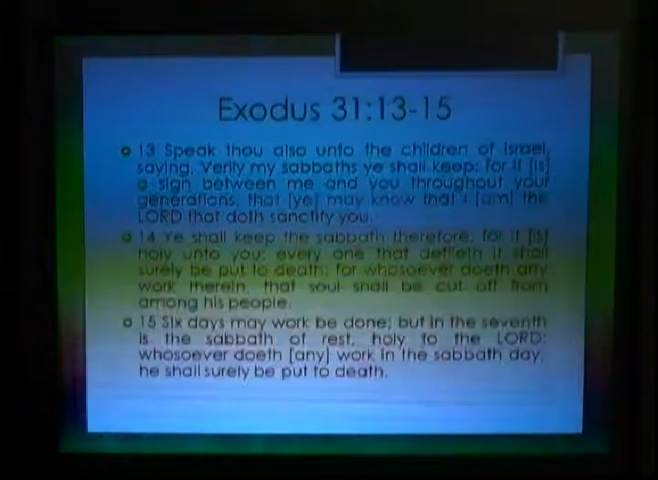 Exodus 31:13-15
13 Speak thou also unto the children of Israel,
saying, Verily my sabbaths ye shall keep: for it [is]
a sign between me and you throughout your
generations, that [ye] may know that I [am] the
LORD that doth sanctify you.
14 Ye shall keep the sabbath therefore; for it [is]
holy unto you: every one that defileth it shall
surely be put to death: for whosoever doeth any
work therein, that soul shall be cut off from
among his people.
15 Six days may work be done; but in the seventh
is the sabbath of rest, holy to the LORD:
whosoever doeth [any] work in the sabbath day,
he shall surely be put to death.